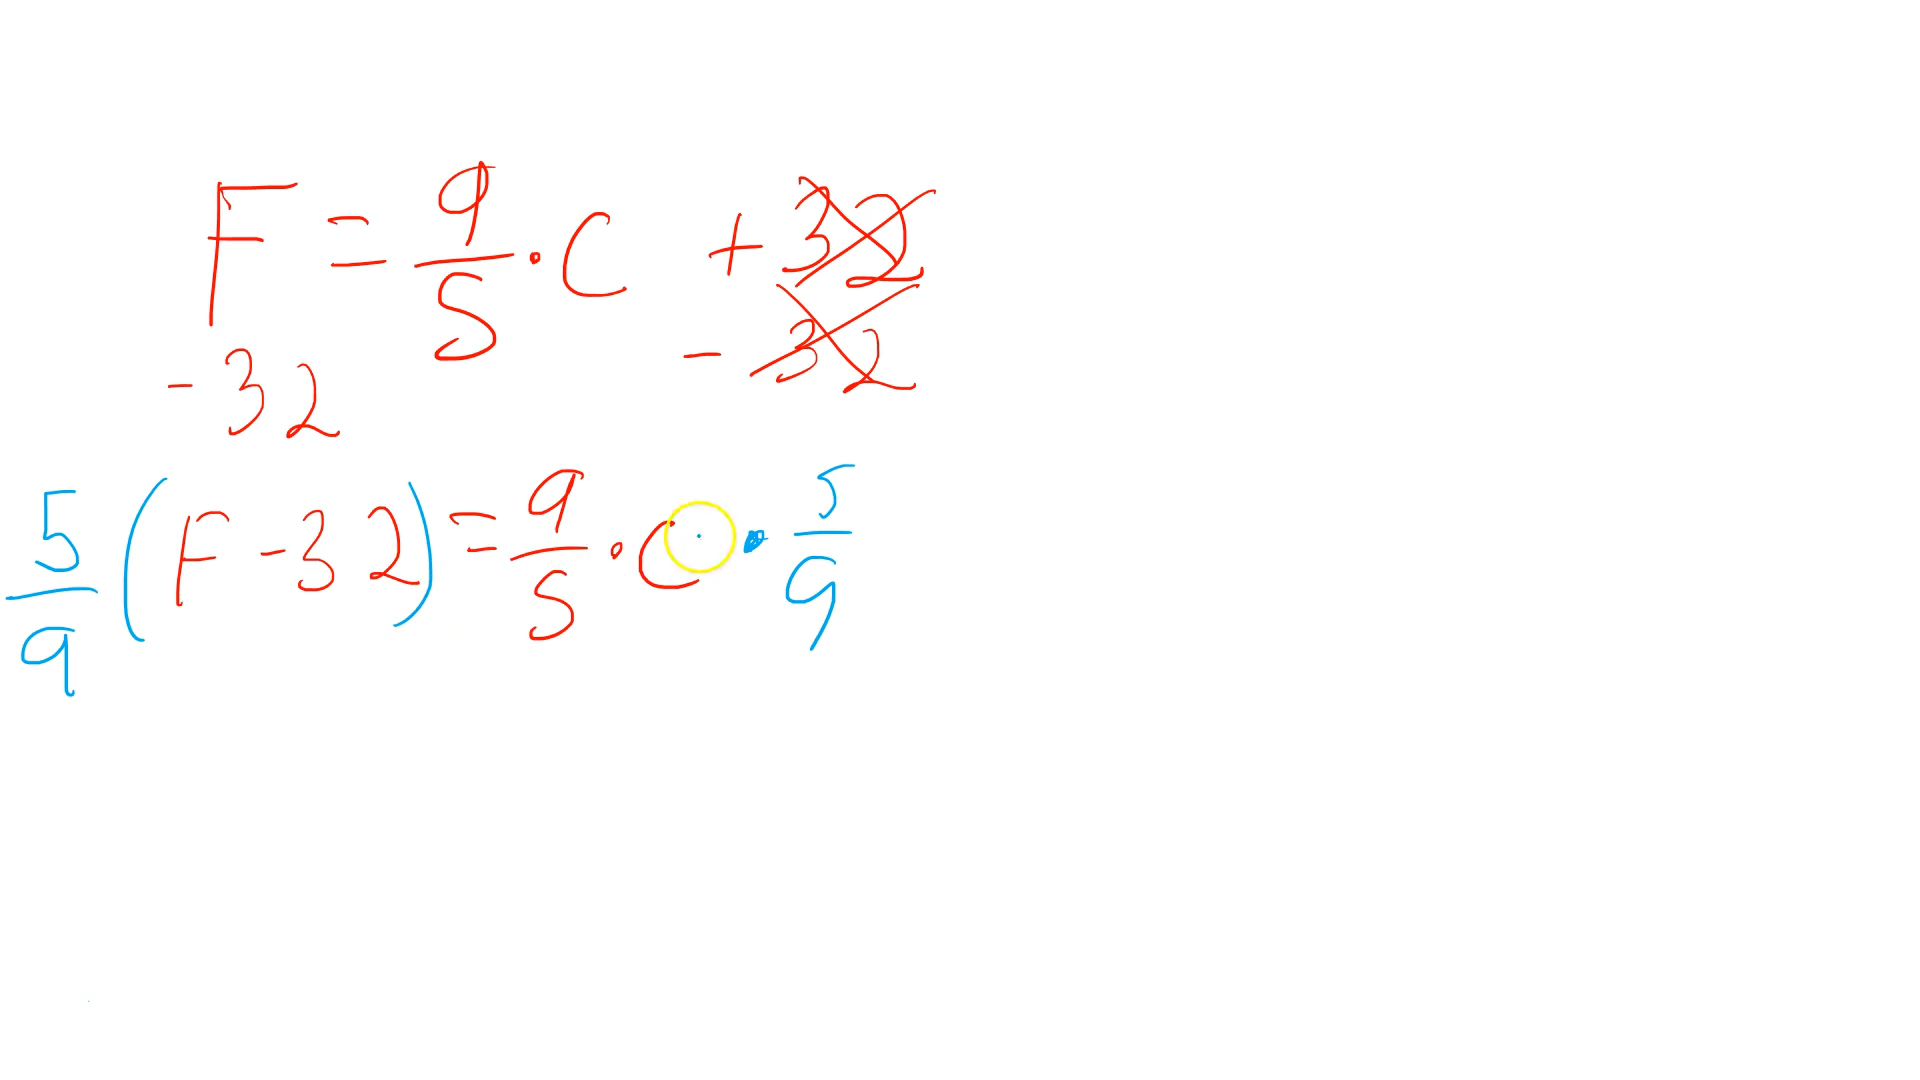 F = 9/5 · C + 32
- 32 - 32
5/9 (F - 32) = 9/5 · C · 5/9